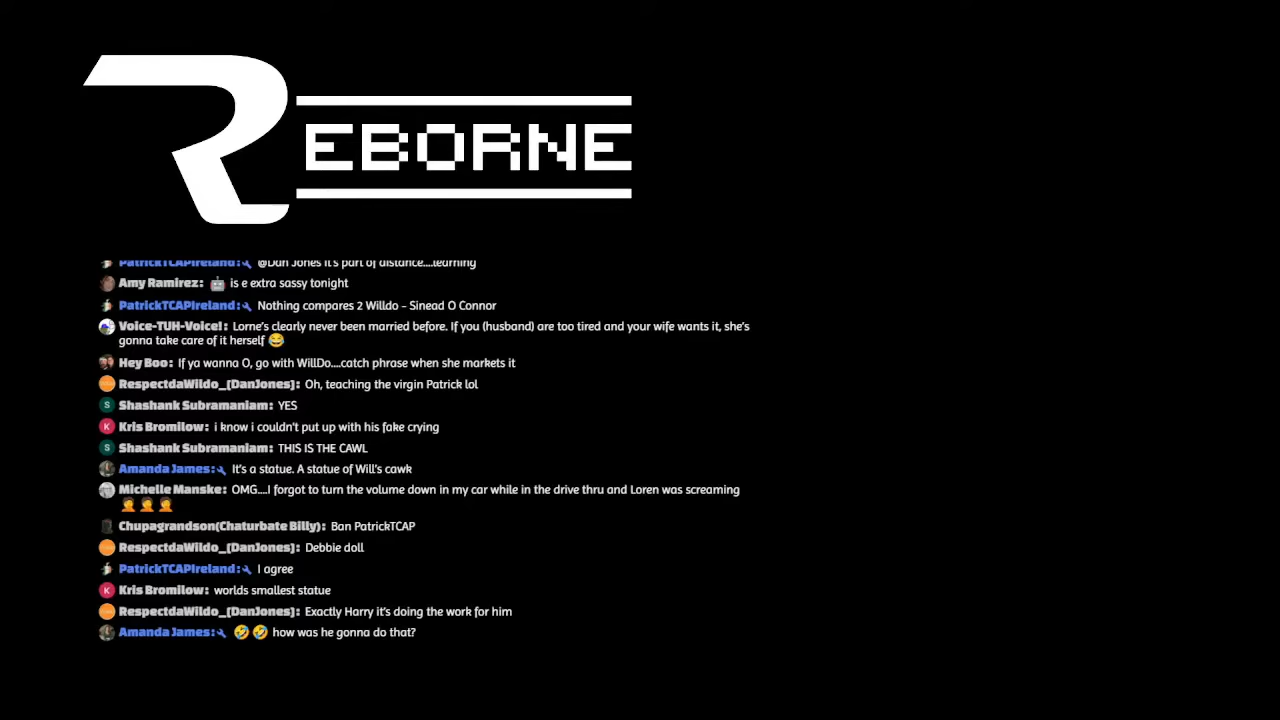 REBORNE
PatrickTCAPIreland: @Dan Jones it's part of distance....learning
Amy Ramirez: 🤖 is e extra sassy tonight
PatrickTCAPIreland: Nothing compares 2 Willdo - Sinead O Connor
Voice-TUH-Voice!: Lorne's clearly never been married before. If you (husband) are too tired and your wife wants it, she's
gonna take care of it herself 😂
Hey Boo: If ya wanna O, go with WillDo....catch phrase when she markets it
RespectdaWildo_(DanJones): Oh, teaching the virgin Patrick lol
S Shashank Subramaniam: YES
K Kris Bromilow: i know i couldn't put up with his fake crying
S Shashank Subramaniam: THIS IS THE CAWL
Amanda James: It's a statue. A statue of Will's cawk
Michelle Manske: OMG....I forgot to turn the volume down in my car while in the drive thru and Loren was screaming
🤦🤦🤦
Chupagrandson(Chaturbate Billy): Ban PatrickTCAP
RespectdaWildo_(DanJones): Debbie doll
PatrickTCAPIreland: I agree
K Kris Bromilow: worlds smallest statue
RespectdaWildo_(DanJones): Exactly Harry it's doing the work for him
Amanda James: 🤣🤣 how was he gonna do that?